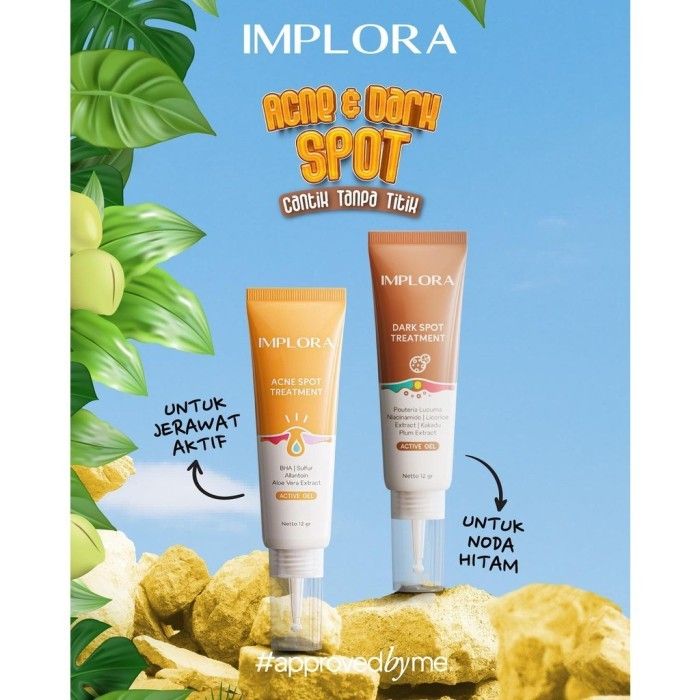 IMPLORA
Acne & Dark
SPOT
Cantik Tanpa Titik
IMPLORA
ACNE SPOT
TREATMENT
BHA | Sulfur
Allantoin
Aloe Vera Extract
ACTIVE GEL
Netto 12 gr
UNTUK
JERAWAT
AKTIF
IMPLORA
DARK SPOT
TREATMENT
Pouteria Lucuma
Niacinamide | Licorice
Extract | Kakadu
Plum Extract
ACTIVE GEL
Netto 12 gr
UNTUK
NODA
HITAM
#approvedbyme